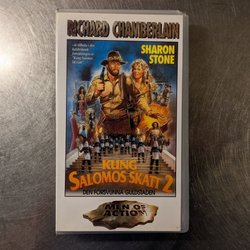 RICHARD CHAMBERLAIN
SHARON
STONE
KUNG
SALOMOS SKATT 2
DEN FÖRSVUNNA GULDSTADEN
MEN OF
ACTION